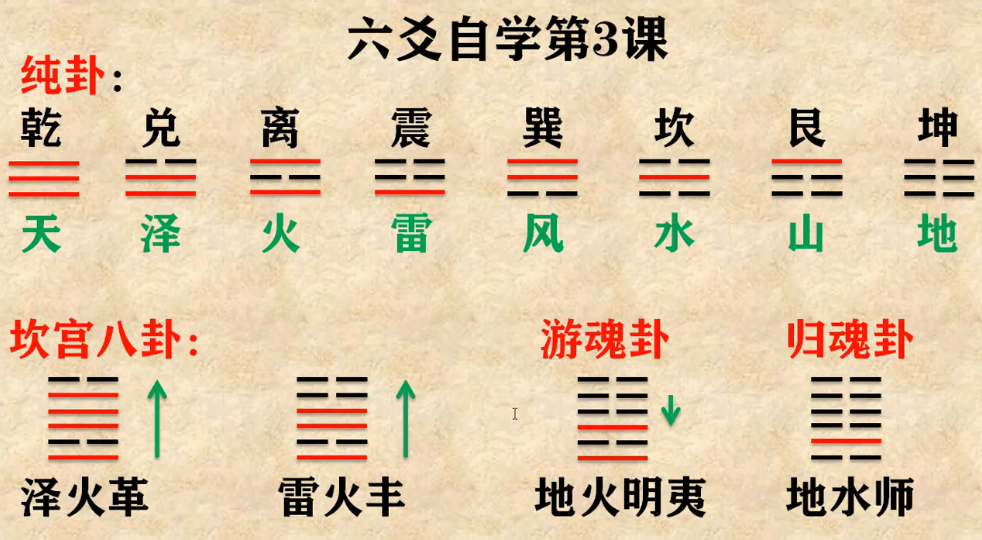 六爻自学第3课
纯卦：
乾 兑 离 震 巽 坎 艮 坤
天 泽 火 雷 风 水 山 地
坎宫八卦： 游魂卦 归魂卦
泽火革 雷火丰 地火明夷 地水师